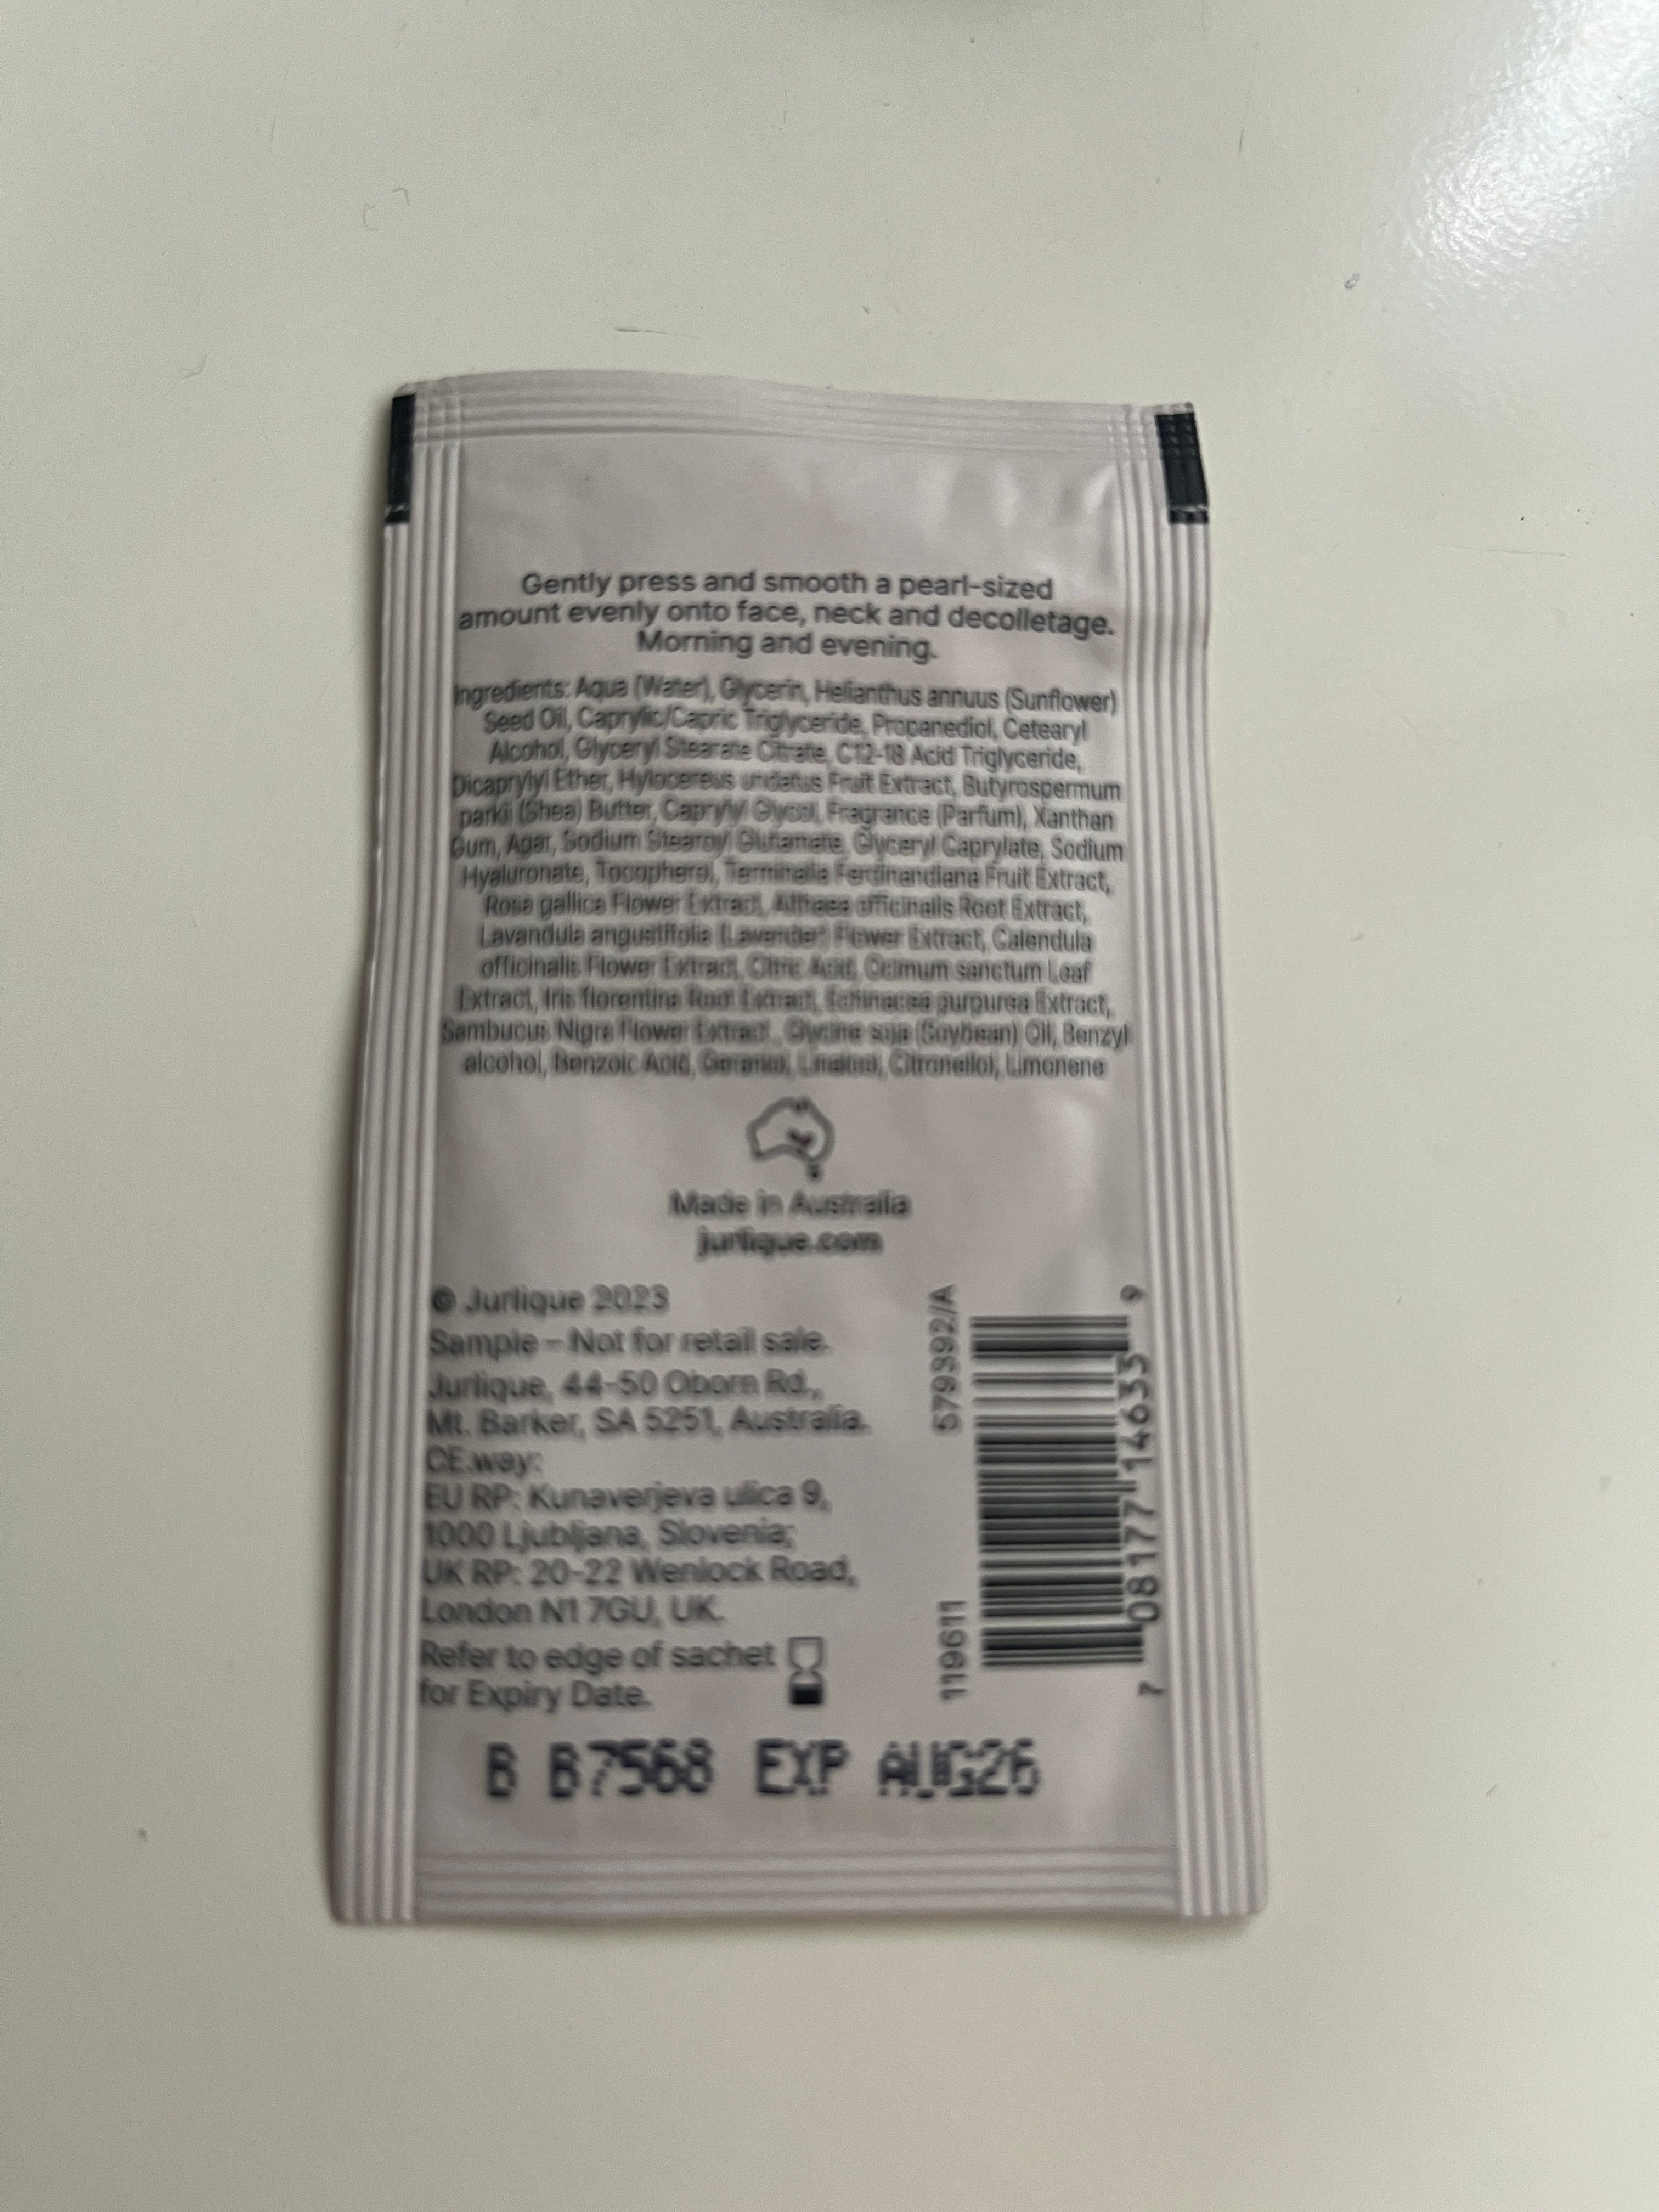 Gently press and smooth a pearl-sized
amount evenly onto face, neck and decolletage.
Morning and evening.
Ingredients: Aqua (Water), Glycerin, Helianthus annuus (Sunflower)
Seed Oil, Caprylic/Capric Triglyceride, Propanediol, Cetearyl
Alcohol, Glyceryl Stearate Citrate, C12-18 Acid Triglyceride,
Dicaprylyl Ether, Hylocereus undatus Fruit Extract, Butyrospermum
parkii (Shea) Butter, Caprylyl Glycol, Fragrance (Parfum), Xanthan
Gum, Agar, Sodium Stearoyl Glutamate, Glyceryl Caprylate, Sodium
Hyaluronate, Tocopherol, Terminalia Ferdinandiana Fruit Extract,
Rosa gallica Flower Extract, Althaea officinalis Root Extract,
Lavandula angustifolia (Lavender) Flower Extract, Calendula
officinalis Flower Extract, Citric Acid, Ocimum sanctum Leaf
Extract, Iris florentina Root Extract, Echinacea purpurea Extract,
Sambucus Nigra Flower Extract, Glycine soja (Soybean) Oil, Benzyl
alcohol, Benzoic Acid, Geraniol, Linalool, Citronellol, Limonene
Made in Australia
jurlique.com
© Jurlique 2023
Sample – Not for retail sale.
Jurlique, 44-50 Oborn Rd.,
Mt. Barker, SA 5251, Australia.
CE.way:
EU RP: Kunaverjeva ulica 9,
1000 Ljubljana, Slovenia;
UK RP: 20-22 Wenlock Road,
London N1 7GU, UK.
Refer to edge of sachet
for Expiry Date.
119611
7 08177 14633 9
B B7568 EXP AUG26